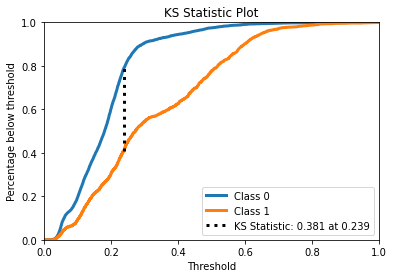 KS Statistic Plot
Percentage below threshold
1.0
0.8
0.6
0.4
0.2
0.0
0.0 0.2 0.4 0.6 0.8 1.0
Threshold
Class 0
Class 1
KS Statistic: 0.381 at 0.239